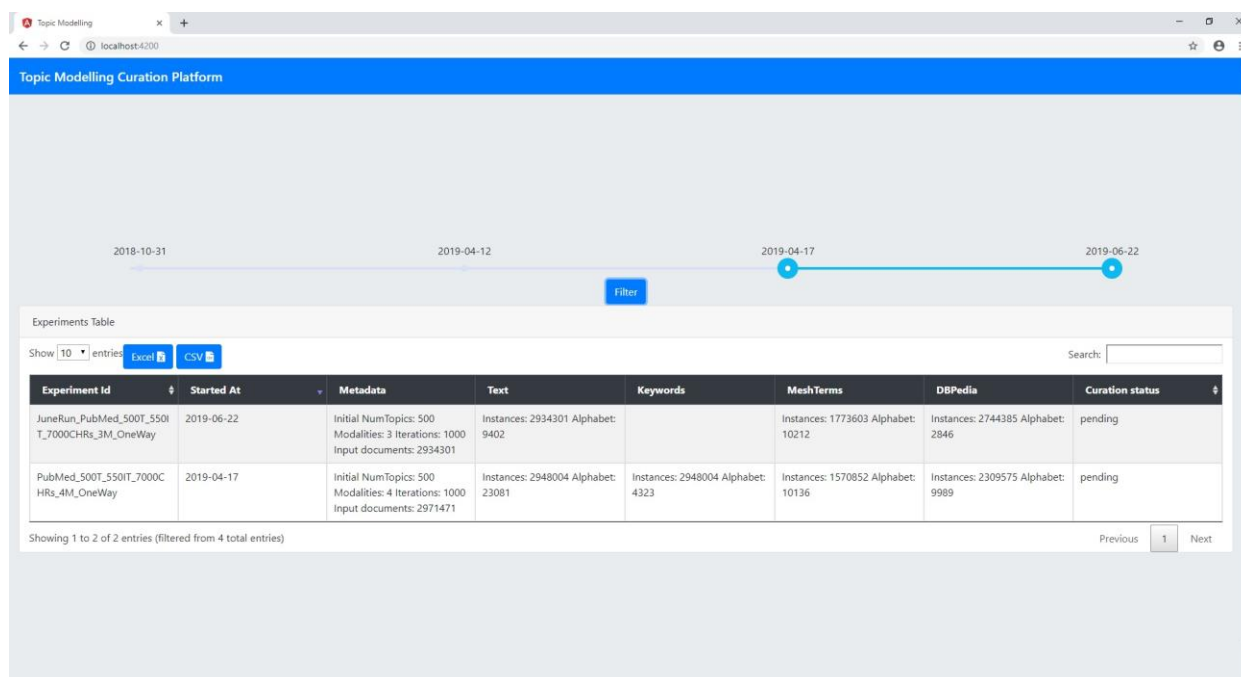 Topic Modelling
localhost:4200
Topic Modelling Curation Platform
2018-10-31 2019-04-12 2019-04-17 2019-06-22
Filter
Experiments Table
Show 10 entries Excel CSV Search:
Experiment Id Started At Metadata Text Keywords MeshTerms DBPedia Curation status
JuneRun_PubMed_500T_550I 2019-06-22 Initial NumTopics: 500 Instances: 2934301 Alphabet: Instances: 1773603 Alphabet: Instances: 2744385 Alphabet: pending
T_7000CHRs_3M_OneWay Modalities: 3 Iterations: 1000 9402 10212 2846
Input documents: 2934301
PubMed_500T_550IT_7000C 2019-04-17 Initial NumTopics: 500 Instances: 2948004 Alphabet: Instances: 2948004 Alphabet: Instances: 1570852 Alphabet: Instances: 2309575 Alphabet: pending
HRs_4M_OneWay Modalities: 4 Iterations: 1000 23081 4323 10136 9989
Input documents: 2971471
Showing 1 to 2 of 2 entries (filtered from 4 total entries) Previous 1 Next